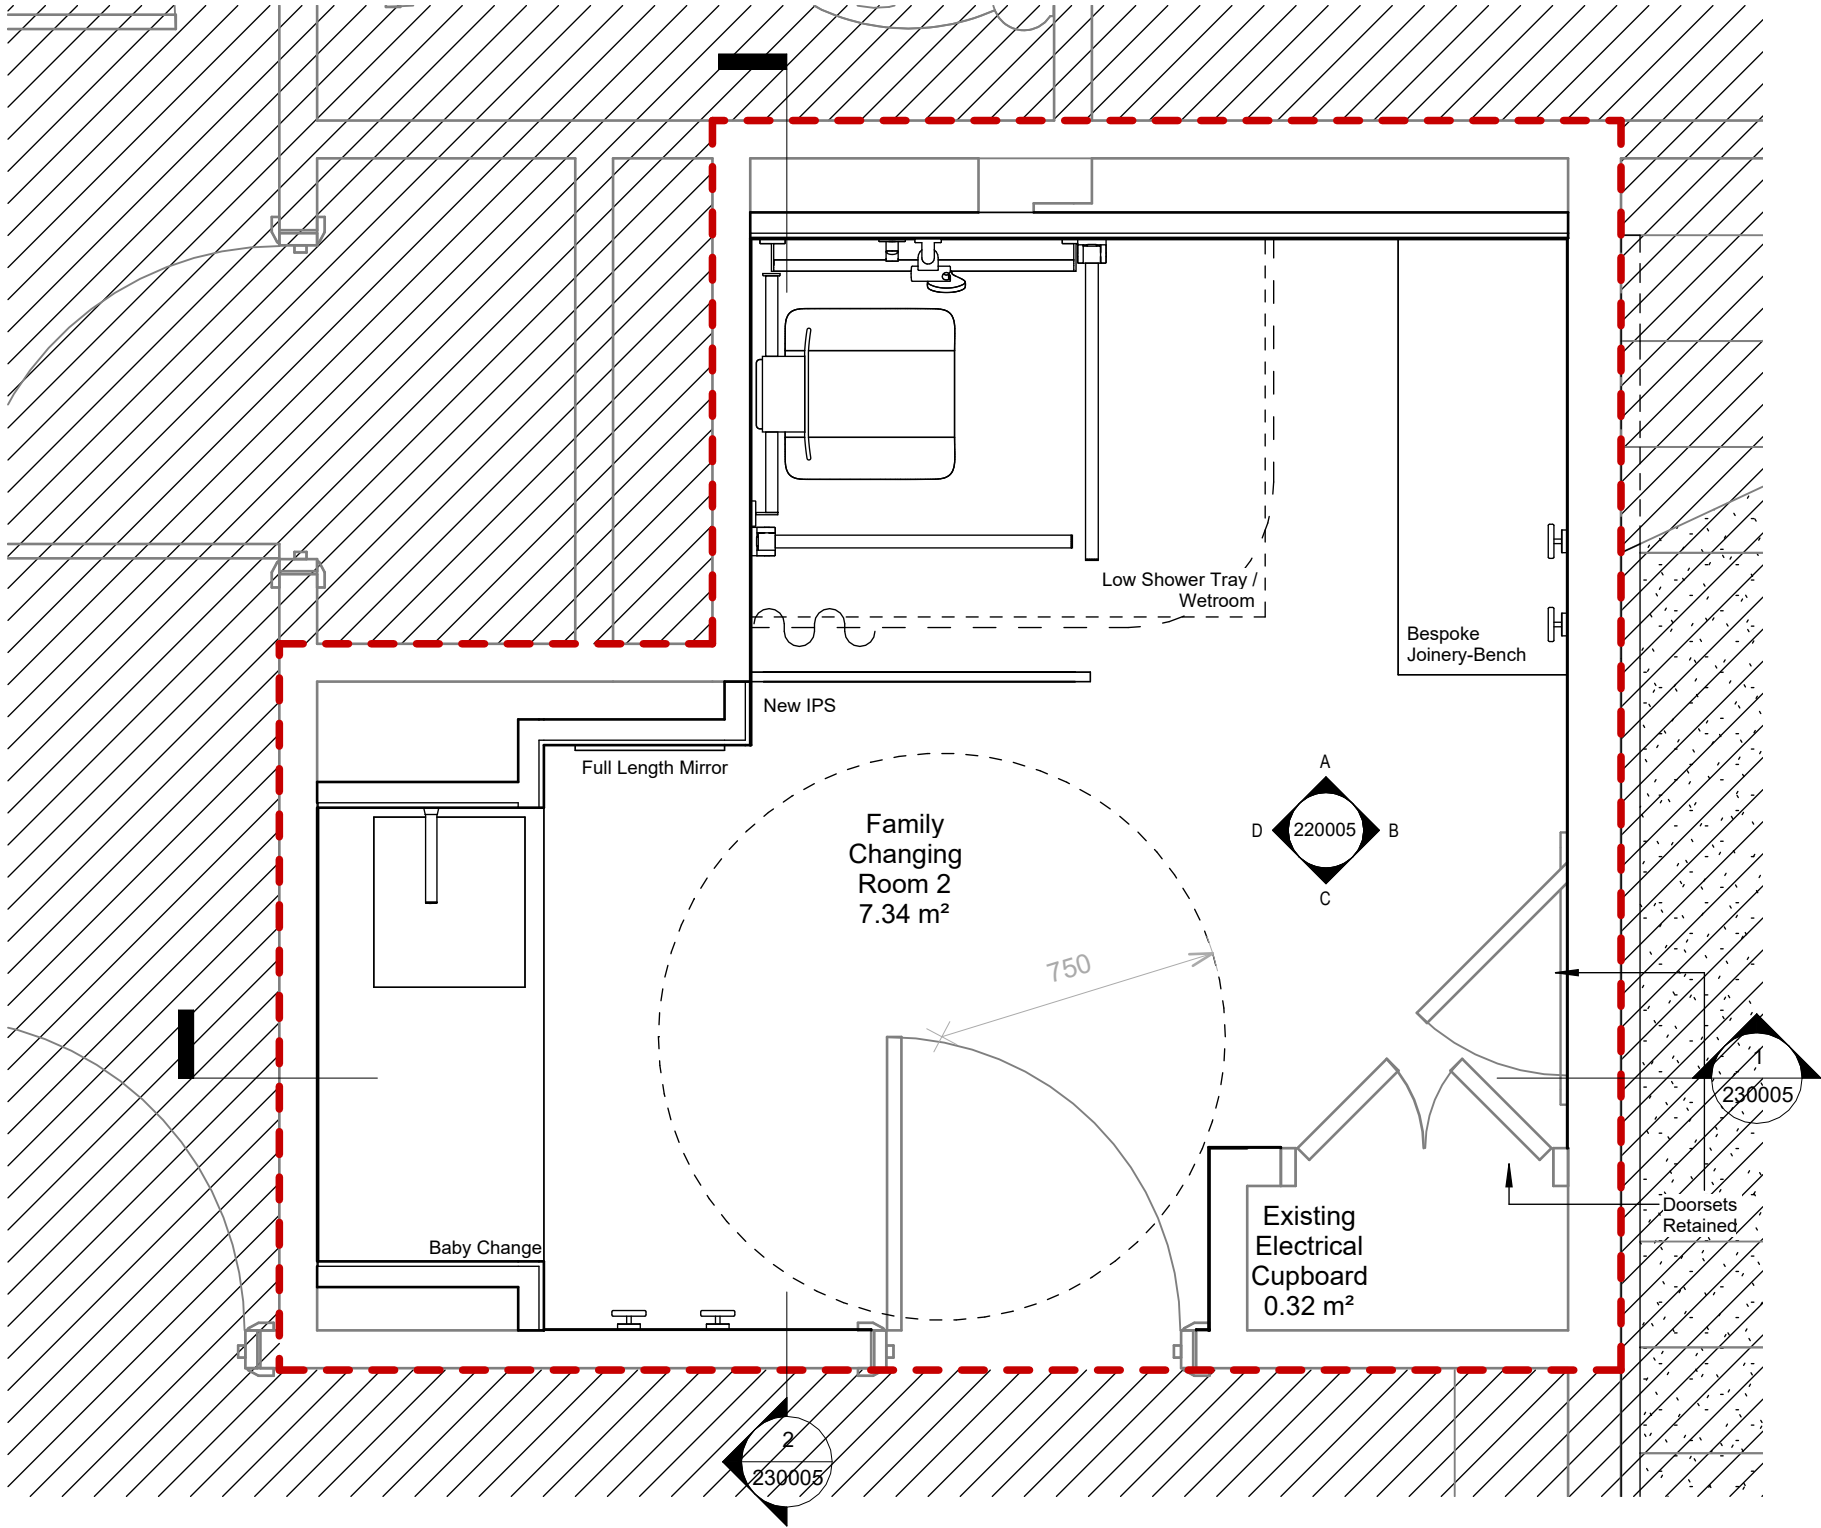 Low Shower Tray /
Wetroom
Bespoke
Joinery-Bench
New IPS
Full Length Mirror
A
D
220005
B
C
Family
Changing
Room 2
7.34 m²
750
1
230005
Doorsets
Retained
Existing
Electrical
Cupboard
0.32 m²
Baby Change
2
230005